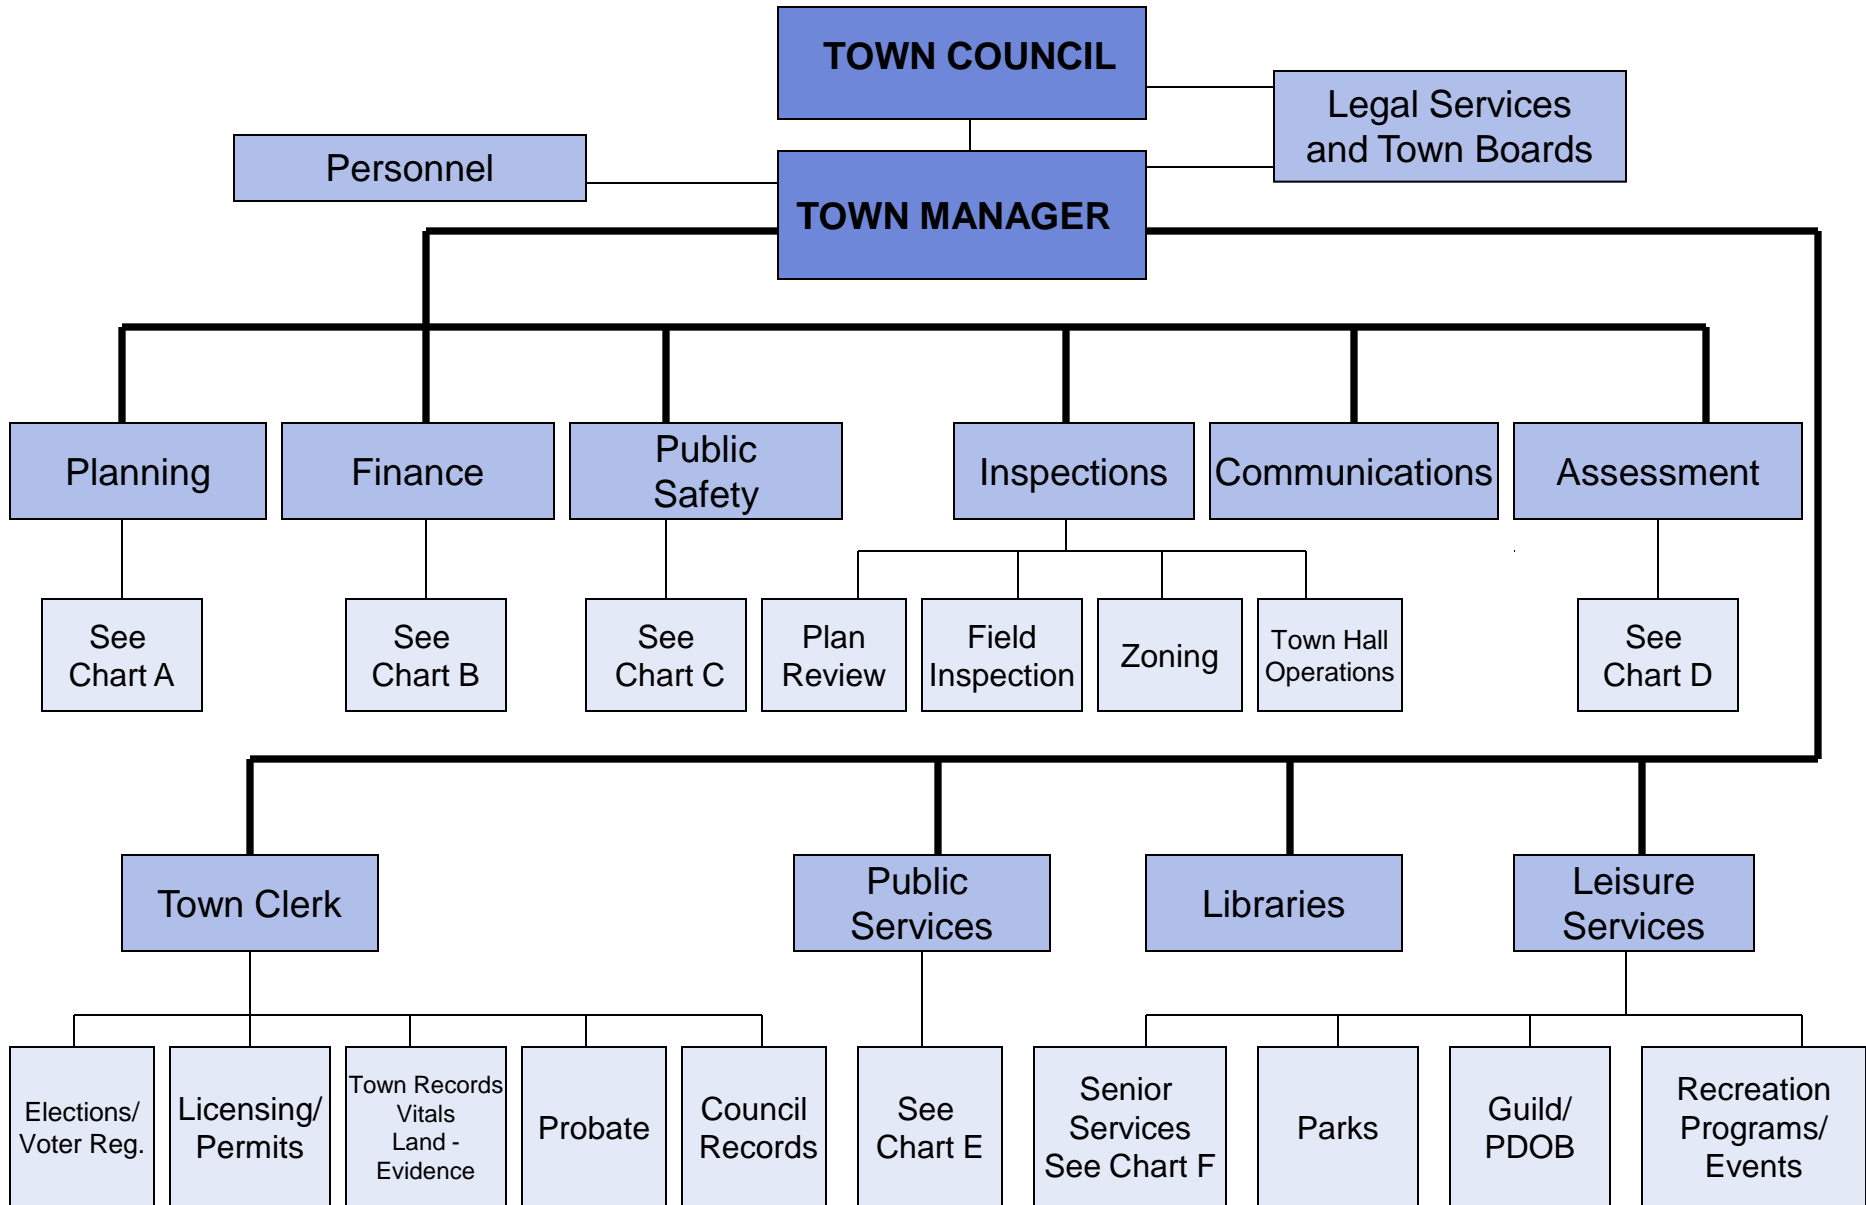 TOWN COUNCIL
Legal Services
and Town Boards
Personnel
TOWN MANAGER
Planning
Finance
Public
Safety
Inspections
Communications
Assessment
See
Chart A
See
Chart B
See
Chart C
Plan
Review
Field
Inspection
Zoning
Town Hall
Operations
See
Chart D
Town Clerk
Public
Services
Libraries
Leisure
Services
Elections/
Voter Reg.
Licensing/
Permits
Town Records
Vitals
Land -
Evidence
Probate
Council
Records
See
Chart E
Senior
Services
See Chart F
Parks
Guild/
PDOB
Recreation
Programs/
Events